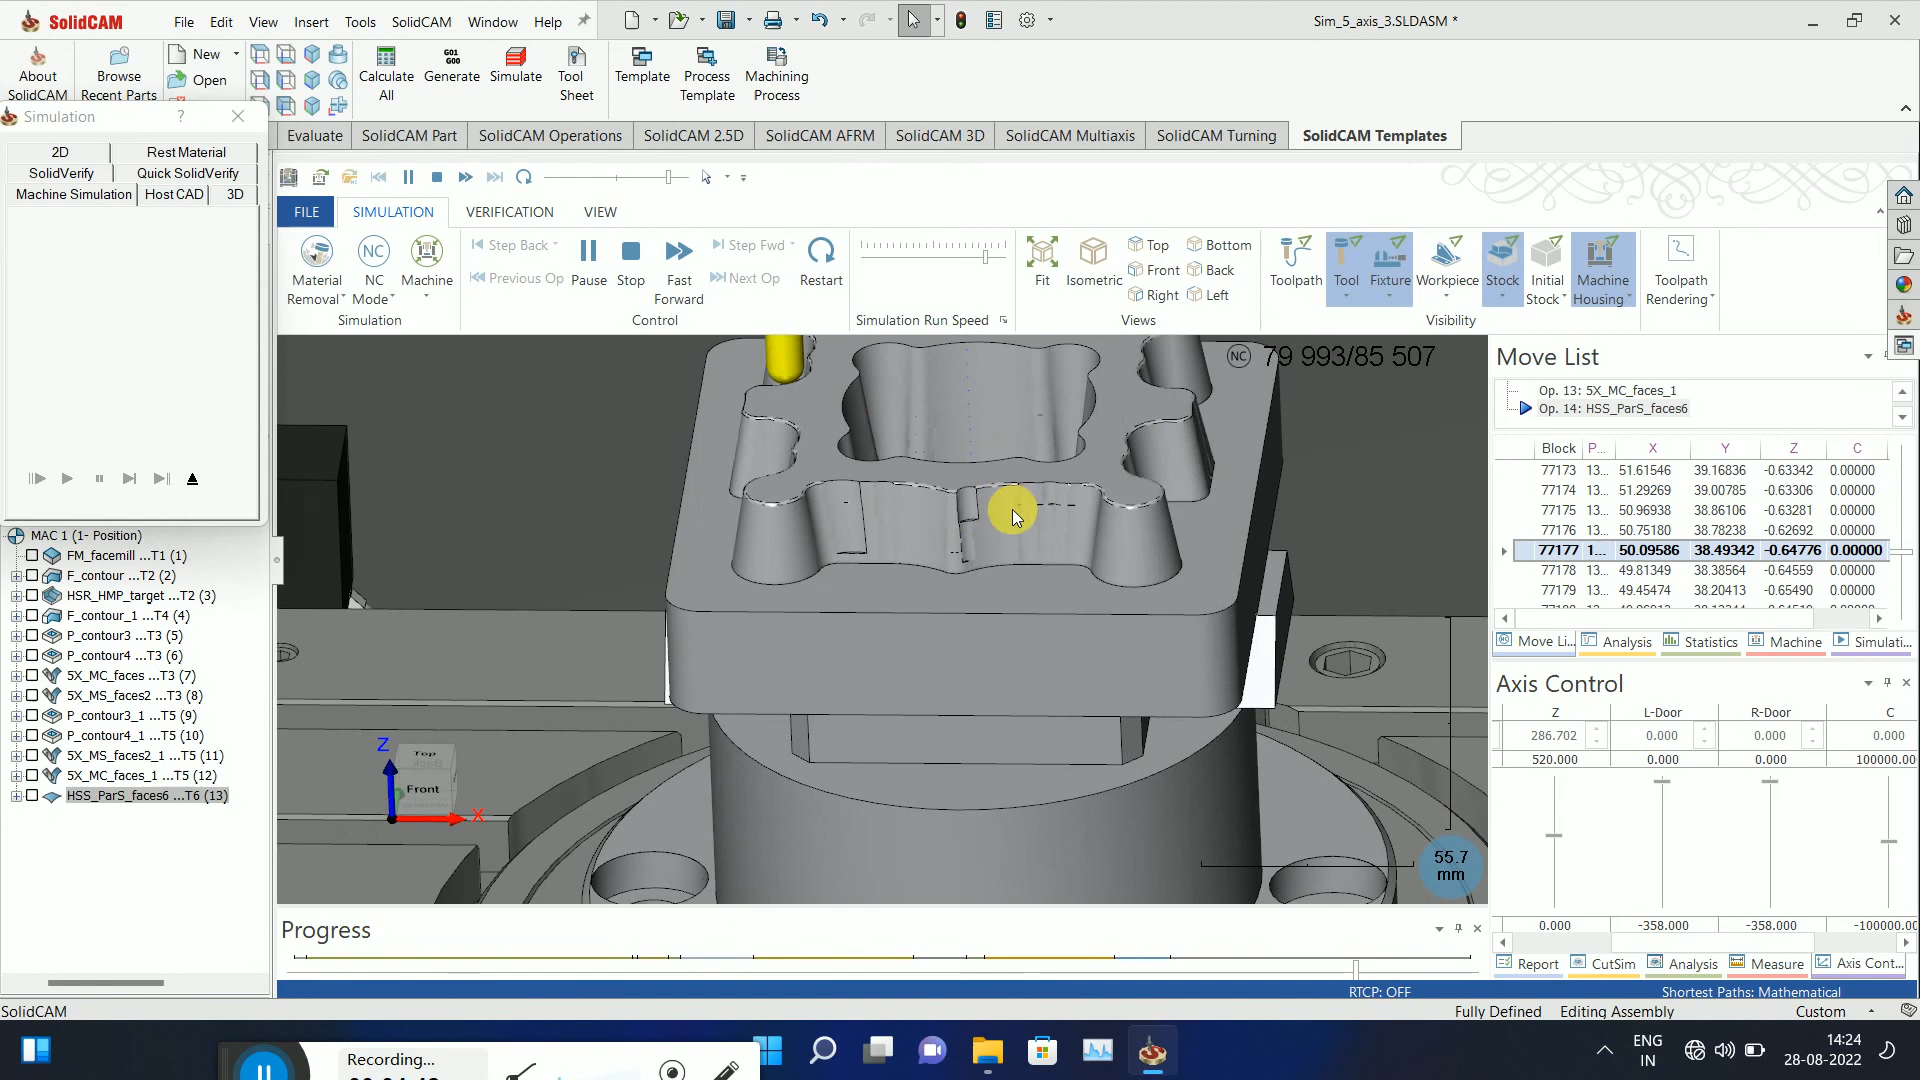 SolidCAM
File Edit View Insert Tools SolidCAM Window Help
Sim_5_axis_3.SLDASM *
About SolidCAM
Browse Recent Parts
New
Open
Calculate All
G01 G00
Generate
Simulate
Tool Sheet
Template
Process Template
Machining Process
Simulation ?
Evaluate SolidCAM Part SolidCAM Operations SolidCAM 2.5D SolidCAM AFRM SolidCAM 3D SolidCAM Multiaxis SolidCAM Turning SolidCAM Templates
2D Rest Material
SolidVerify Quick SolidVerify
Machine Simulation Host CAD 3D
FILE SIMULATION VERIFICATION VIEW
Material Removal
NC Mode
Machine
Simulation
Step Back
Previous Op
Pause
Stop
Fast Forward
Step Fwd
Next Op
Restart
Control
Simulation Run Speed
Fit
Isometric
Top Bottom
Front Back
Right Left
Views
Toolpath
Tool
Fixture
Workpiece
Stock
Initial Stock
Machine Housing
Visibility
Toolpath Rendering
NC 79 993/85 507
Move List
Op. 13: 5X_MC_faces_1
Op. 14: HSS_ParS_faces6
Block P... X Y Z C
77173 13... 51.61546 39.16836 -0.63342 0.00000
77174 13... 51.29269 39.00785 -0.63306 0.00000
77175 13... 50.96938 38.86106 -0.63281 0.00000
77176 13... 50.75180 38.78238 -0.62692 0.00000
77177 1... 50.09586 38.49342 -0.64776 0.00000
77178 13... 49.81349 38.38564 -0.64559 0.00000
77179 13... 49.45474 38.20413 -0.65490 0.00000
Move Li... Analysis Statistics Machine Simulati...
MAC 1 (1- Position)
FM_facemill ...T1 (1)
F_contour ...T2 (2)
HSR_HMP_target ...T2 (3)
F_contour_1 ...T4 (4)
P_contour3 ...T3 (5)
P_contour4 ...T3 (6)
5X_MC_faces ...T3 (7)
5X_MS_faces2 ...T3 (8)
P_contour3_1 ...T5 (9)
P_contour4_1 ...T5 (10)
5X_MS_faces2_1 ...T5 (11)
5X_MC_faces_1 ...T5 (12)
HSS_ParS_faces6 ...T6 (13)
Z
Top
Front
X
55.7 mm
Axis Control
Z L-Door R-Door C
286.702 0.000 0.000 0.000
520.000 0.000 0.000 100000.00
0.000 -358.000 -358.000 -100000.0
Report CutSim Analysis Measure Axis Cont...
Progress
RTCP: OFF
Shortest Paths: Mathematical
SolidCAM
Fully Defined Editing Assembly Custom
Recording...
ENG IN
14:24
28-08-2022